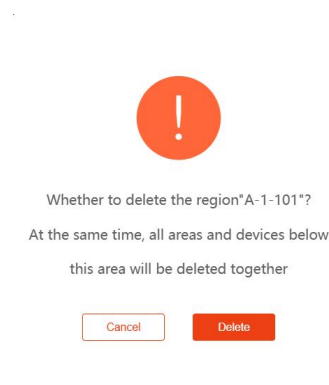 Whether to delete the region"A-1-101"?
At the same time, all areas and devices below
this area will be deleted together
Cancel Delete